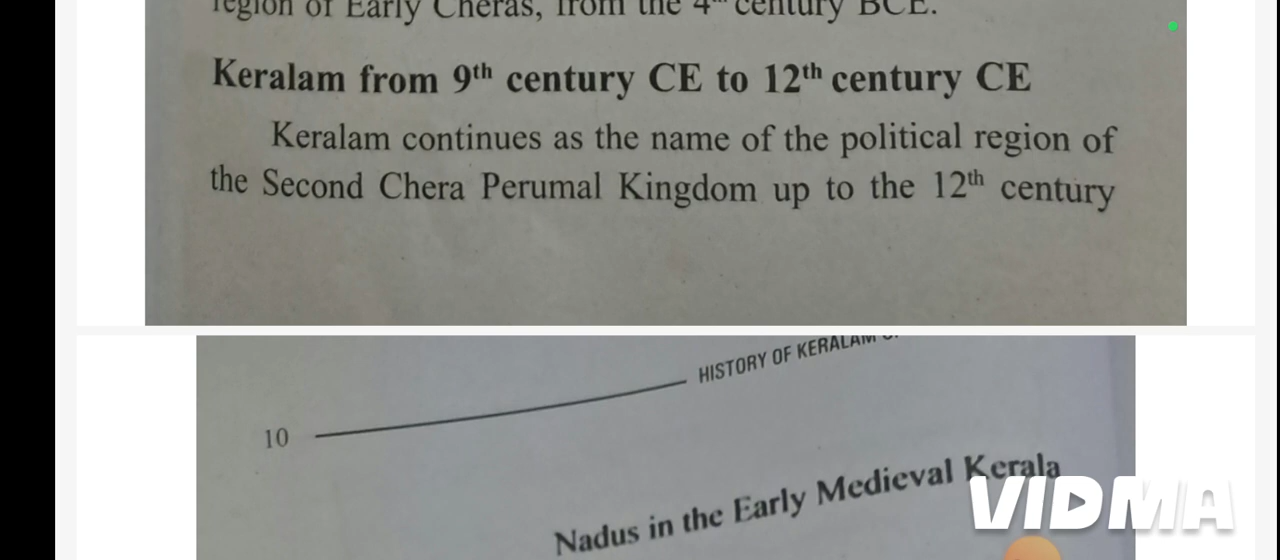 region of Early Cheras, from the 4th century BCE.
Keralam from 9th century CE to 12th century CE
Keralam continues as the name of the political region of
the Second Chera Perumal Kingdom up to the 12th century
10
HISTORY OF KERALAM
Nadus in the Early Medieval Kerala
VIDMA